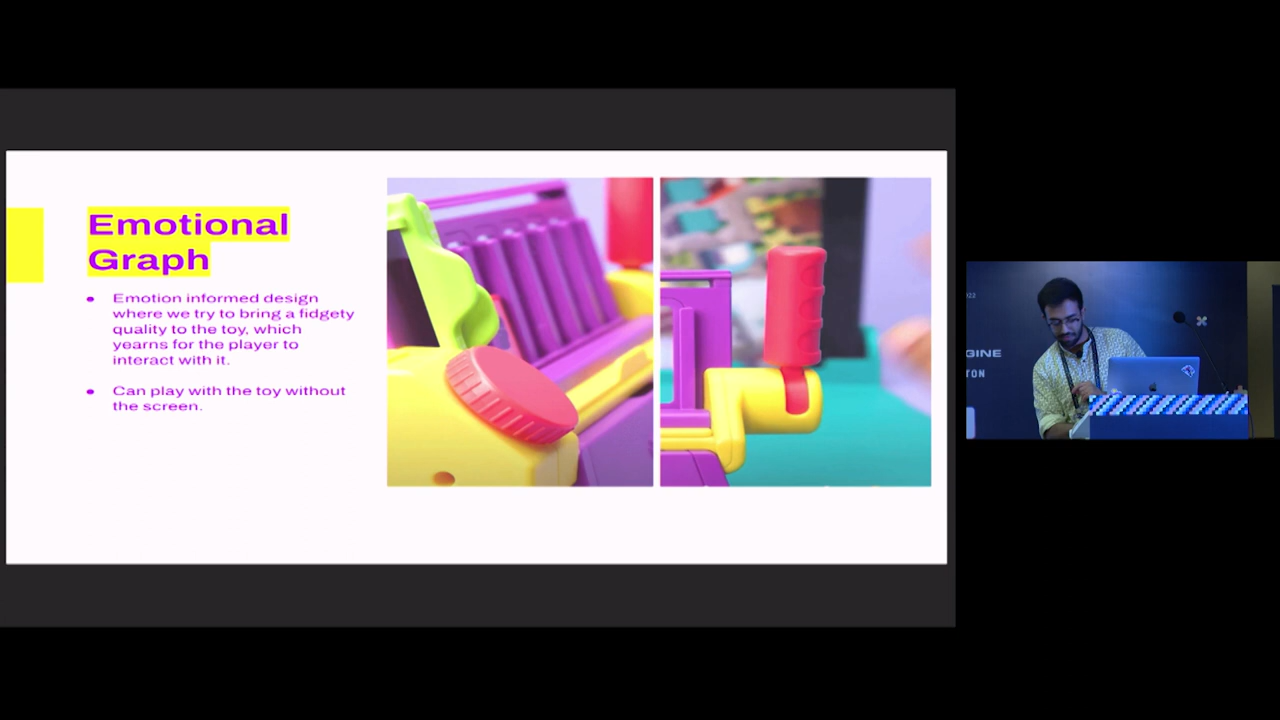 Emotional
Graph
• Emotion informed design
where we try to bring a fidgety
quality to the toy, which
yearns for the player to
interact with it.
• Can play with the toy without
the screen.
22
GINE
TON